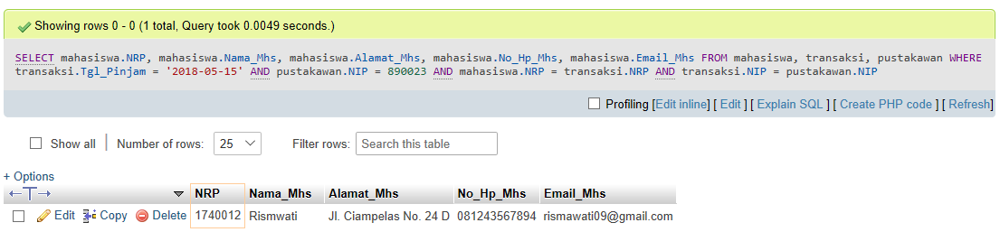 Showing rows 0 - 0 (1 total, Query took 0.0049 seconds.)
SELECT mahasiswa.NRP, mahasiswa.Nama_Mhs, mahasiswa.Alamat_Mhs, mahasiswa.No_Hp_Mhs, mahasiswa.Email_Mhs FROM mahasiswa, transaksi, pustakawan WHERE
transaksi.Tgl_Pinjam = '2018-05-15' AND pustakawan.NIP = 890023 AND mahasiswa.NRP = transaksi.NRP AND transaksi.NIP = pustakawan.NIP
Profiling [Edit inline] [ Edit ] [ Explain SQL ] [ Create PHP code ] [ Refresh]
Show all | Number of rows: 25 Filter rows: Search this table
+ Options
NRP Nama_Mhs Alamat_Mhs No_Hp_Mhs Email_Mhs
Edit Copy Delete 1740012 Rismwati Jl. Ciampelas No. 24 D 081243567894 rismawati09@gmail.com